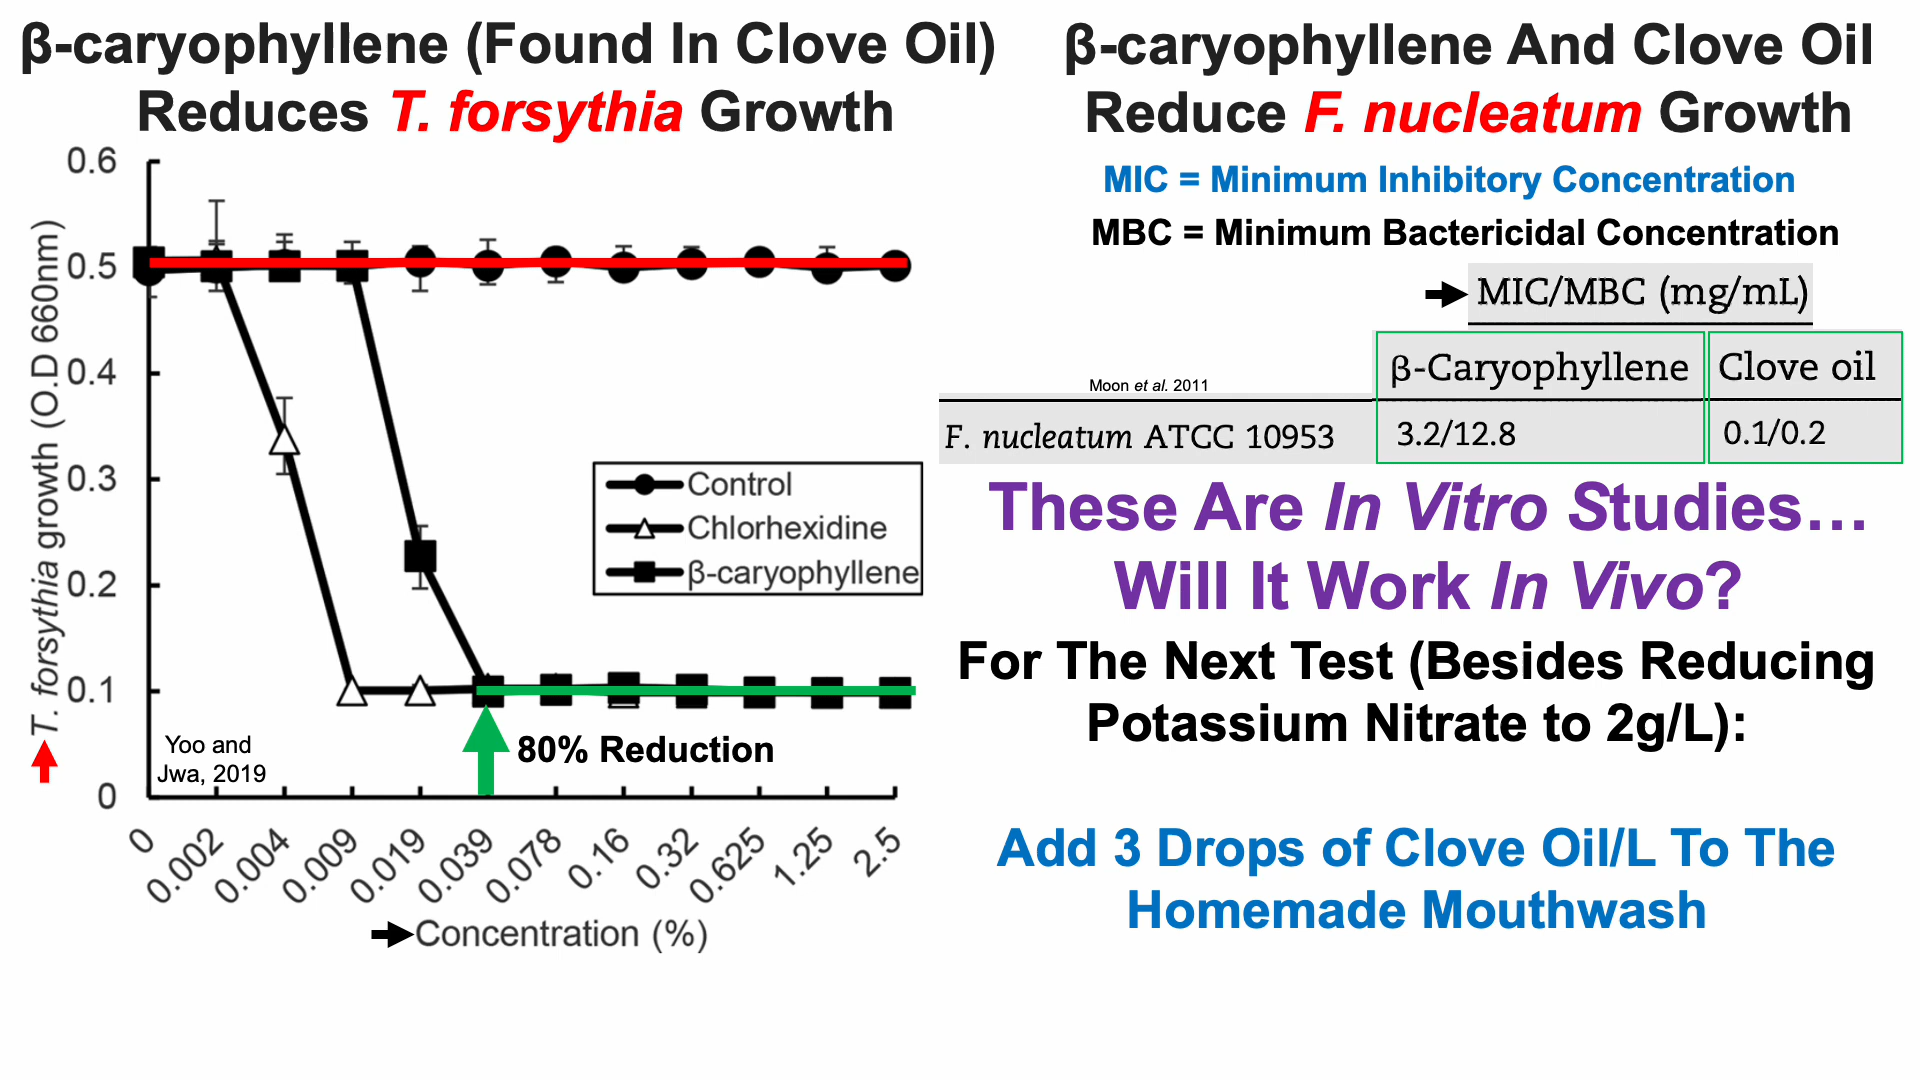 β-caryophyllene (Found In Clove Oil)
Reduces T. forsythia Growth
0.6
0.5
0.4
0.3
0.2
0.1
0
T. forsythia growth (O.D 660nm)
Control
Chlorhexidine
β-caryophyllene
80% Reduction
Yoo and
Jwa, 2019
0
0.002
0.004
0.009
0.019
0.039
0.078
0.16
0.32
0.625
1.25
2.5
Concentration (%)
β-caryophyllene And Clove Oil
Reduce F. nucleatum Growth
MIC = Minimum Inhibitory Concentration
MBC = Minimum Bactericidal Concentration
MIC/MBC (mg/mL)
β-Caryophyllene Clove oil
Moon et al. 2011
F. nucleatum ATCC 10953 3.2/12.8 0.1/0.2
These Are In Vitro Studies…
Will It Work In Vivo?
For The Next Test (Besides Reducing
Potassium Nitrate to 2g/L):
Add 3 Drops of Clove Oil/L To The
Homemade Mouthwash